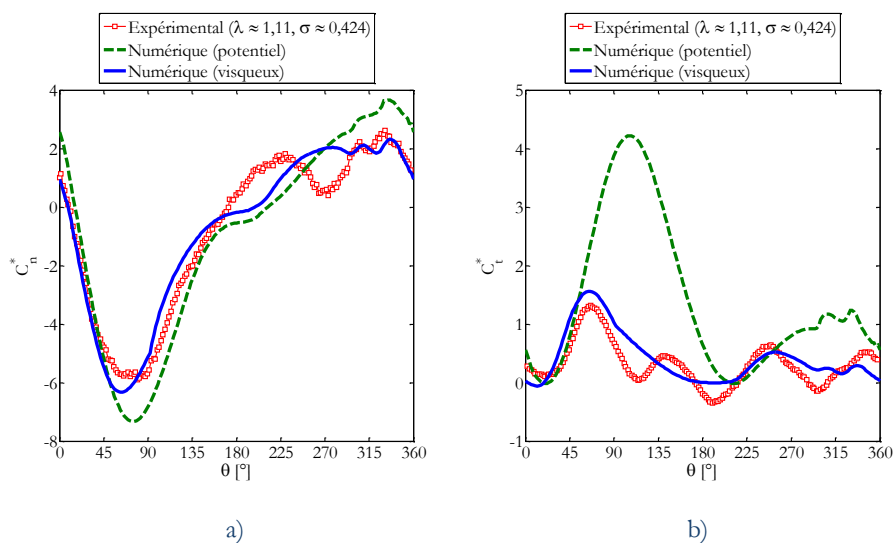 Expérimental (λ ≈ 1,11, σ ≈ 0,424)
Numérique (potentiel)
Numérique (visqueux)
4
2
0
-2
-4
-6
-8
C*n
0 45 90 135 180 225 270 315 360
θ [°]
a)
Expérimental (λ ≈ 1,11, σ ≈ 0,424)
Numérique (potentiel)
Numérique (visqueux)
5
4
3
2
1
0
-1
C*t
0 45 90 135 180 225 270 315 360
θ [°]
b)